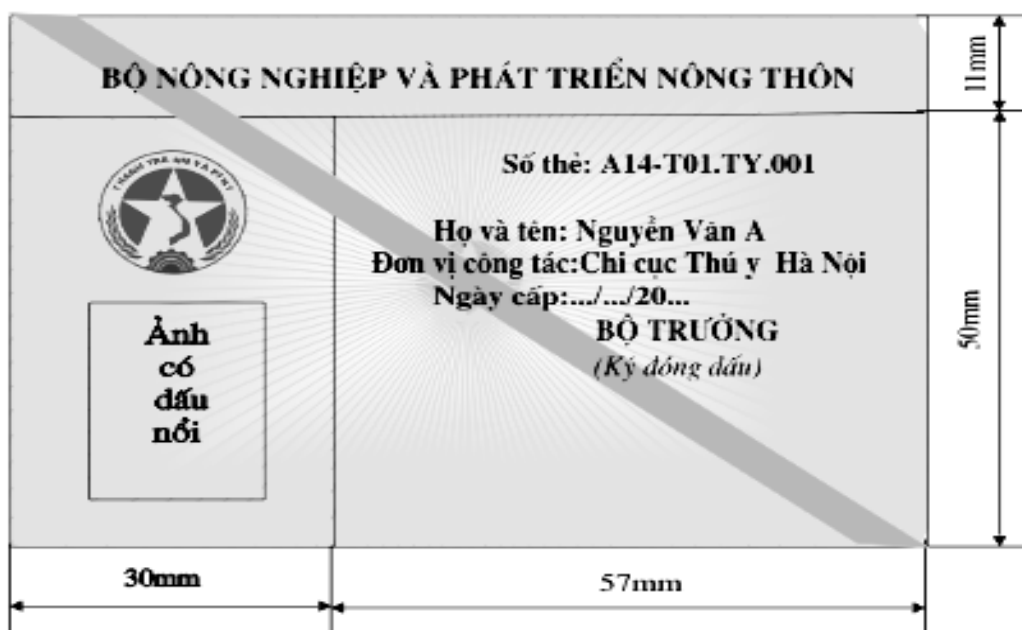 BỘ NÔNG NGHIỆP VÀ PHÁT TRIỂN NÔNG THÔN
11mm
Số thẻ: A14-T01.TY.001
Họ và tên: Nguyễn Văn A
Đơn vị công tác:Chi cục Thú y Hà Nội
Ngày cấp:.../.../20...
BỘ TRƯỞNG
(Ký đóng dấu)
50mm
Ảnh
có
dấu
nổi
30mm
57mm